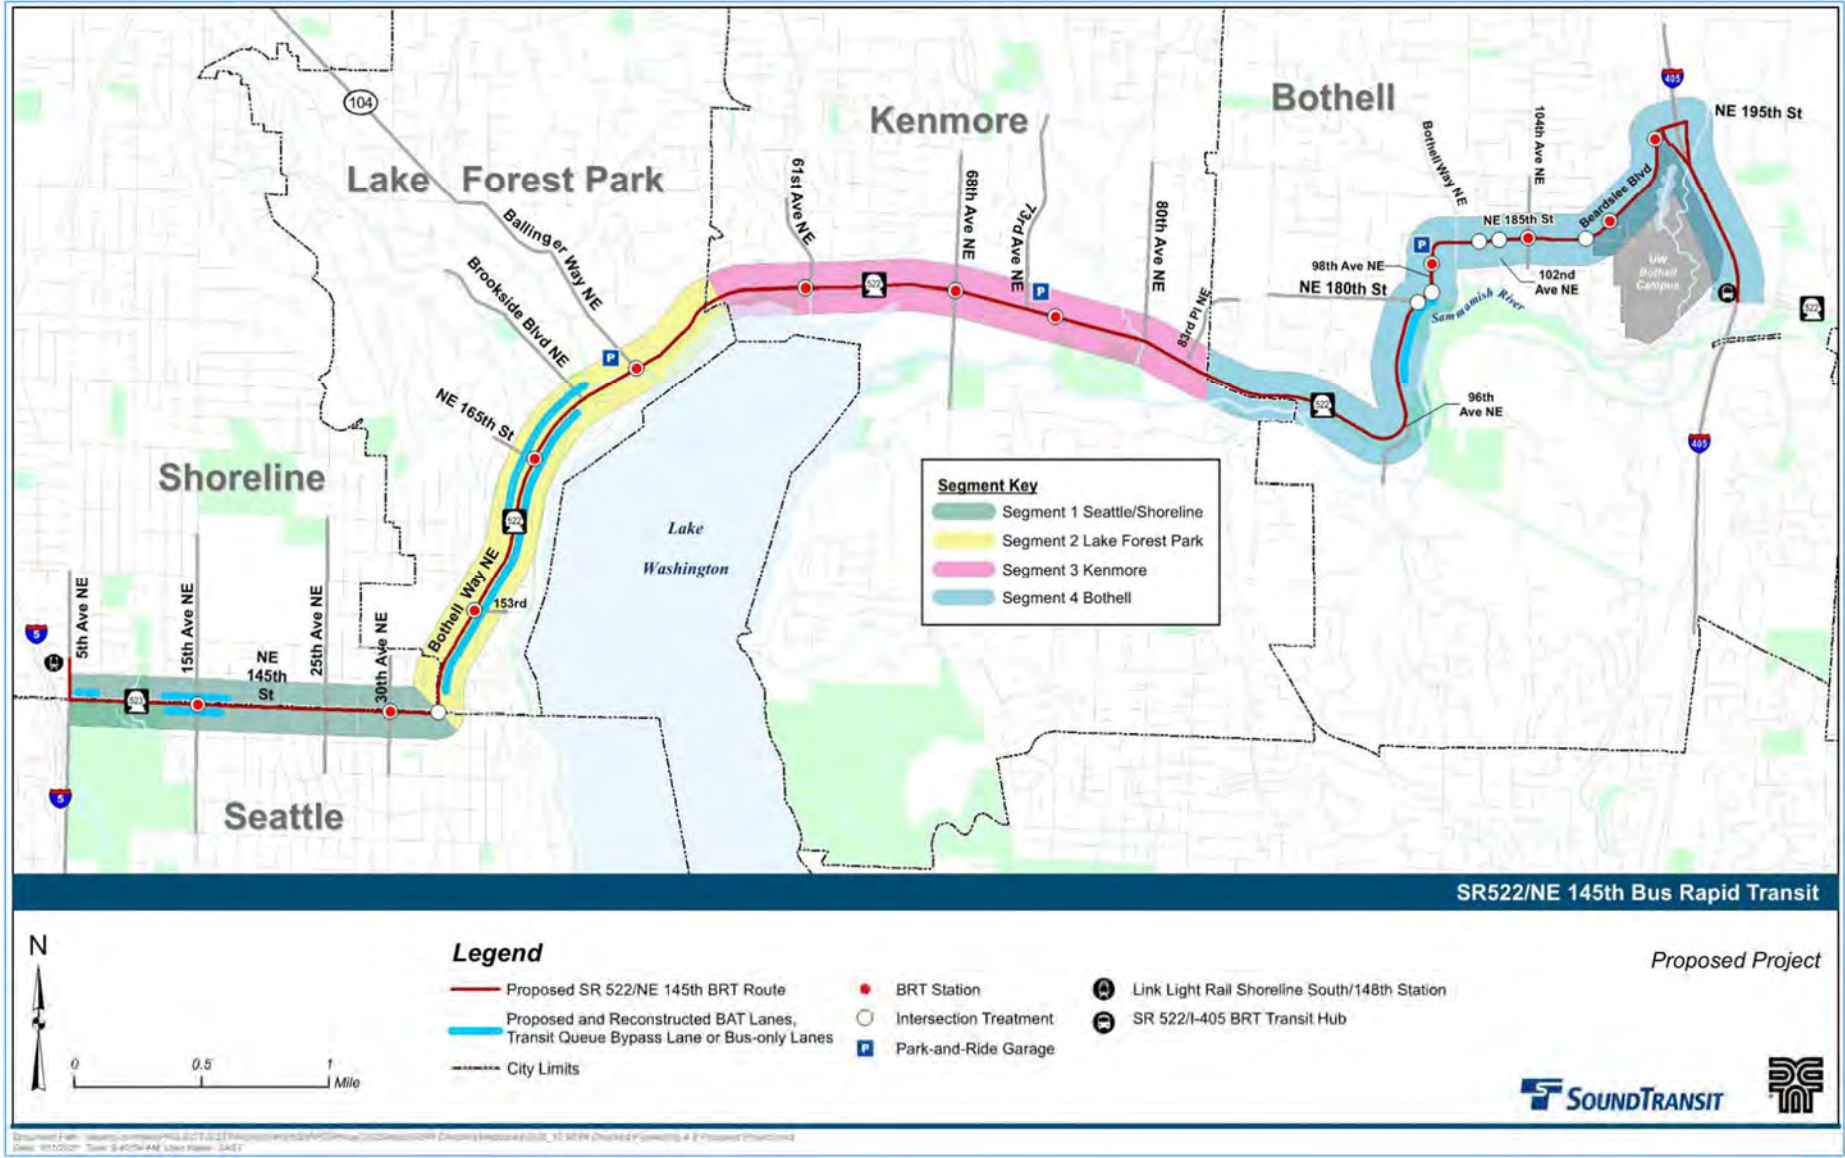 Bothell
405
NE 195th St
104
Kenmore
Lake Forest Park
104th Ave NE
Bothell Way NE
61st Ave NE
68th Ave NE
73rd Ave NE
80th Ave NE
83rd Pl NE
Beardslee Blvd
NE 185th St
Ballinger Way NE
Brookside Blvd NE
P
P
P
98th Ave NE
NE 180th St
102nd
Ave NE
UW
Bothell
Campus
Sammamish River
522
522
522
96th
Ave NE
405
NE 165th St
Shoreline
522
Lake
Washington
Segment Key
Segment 1 Seattle/Shoreline
Segment 2 Lake Forest Park
Segment 3 Kenmore
Segment 4 Bothell
Bothell Way NE
153rd
5
5th Ave NE
15th Ave NE
NE
145th
St
25th Ave NE
30th Ave NE
523
5
Seattle
SR522/NE 145th Bus Rapid Transit
N
0 0.5 1
Mile
Legend
Proposed SR 522/NE 145th BRT Route
Proposed and Reconstructed BAT Lanes,
Transit Queue Bypass Lane or Bus-only Lanes
City Limits
BRT Station
Intersection Treatment
P Park-and-Ride Garage
Link Light Rail Shoreline South/148th Station
SR 522/I-405 BRT Transit Hub
Proposed Project
SOUNDTRANSIT